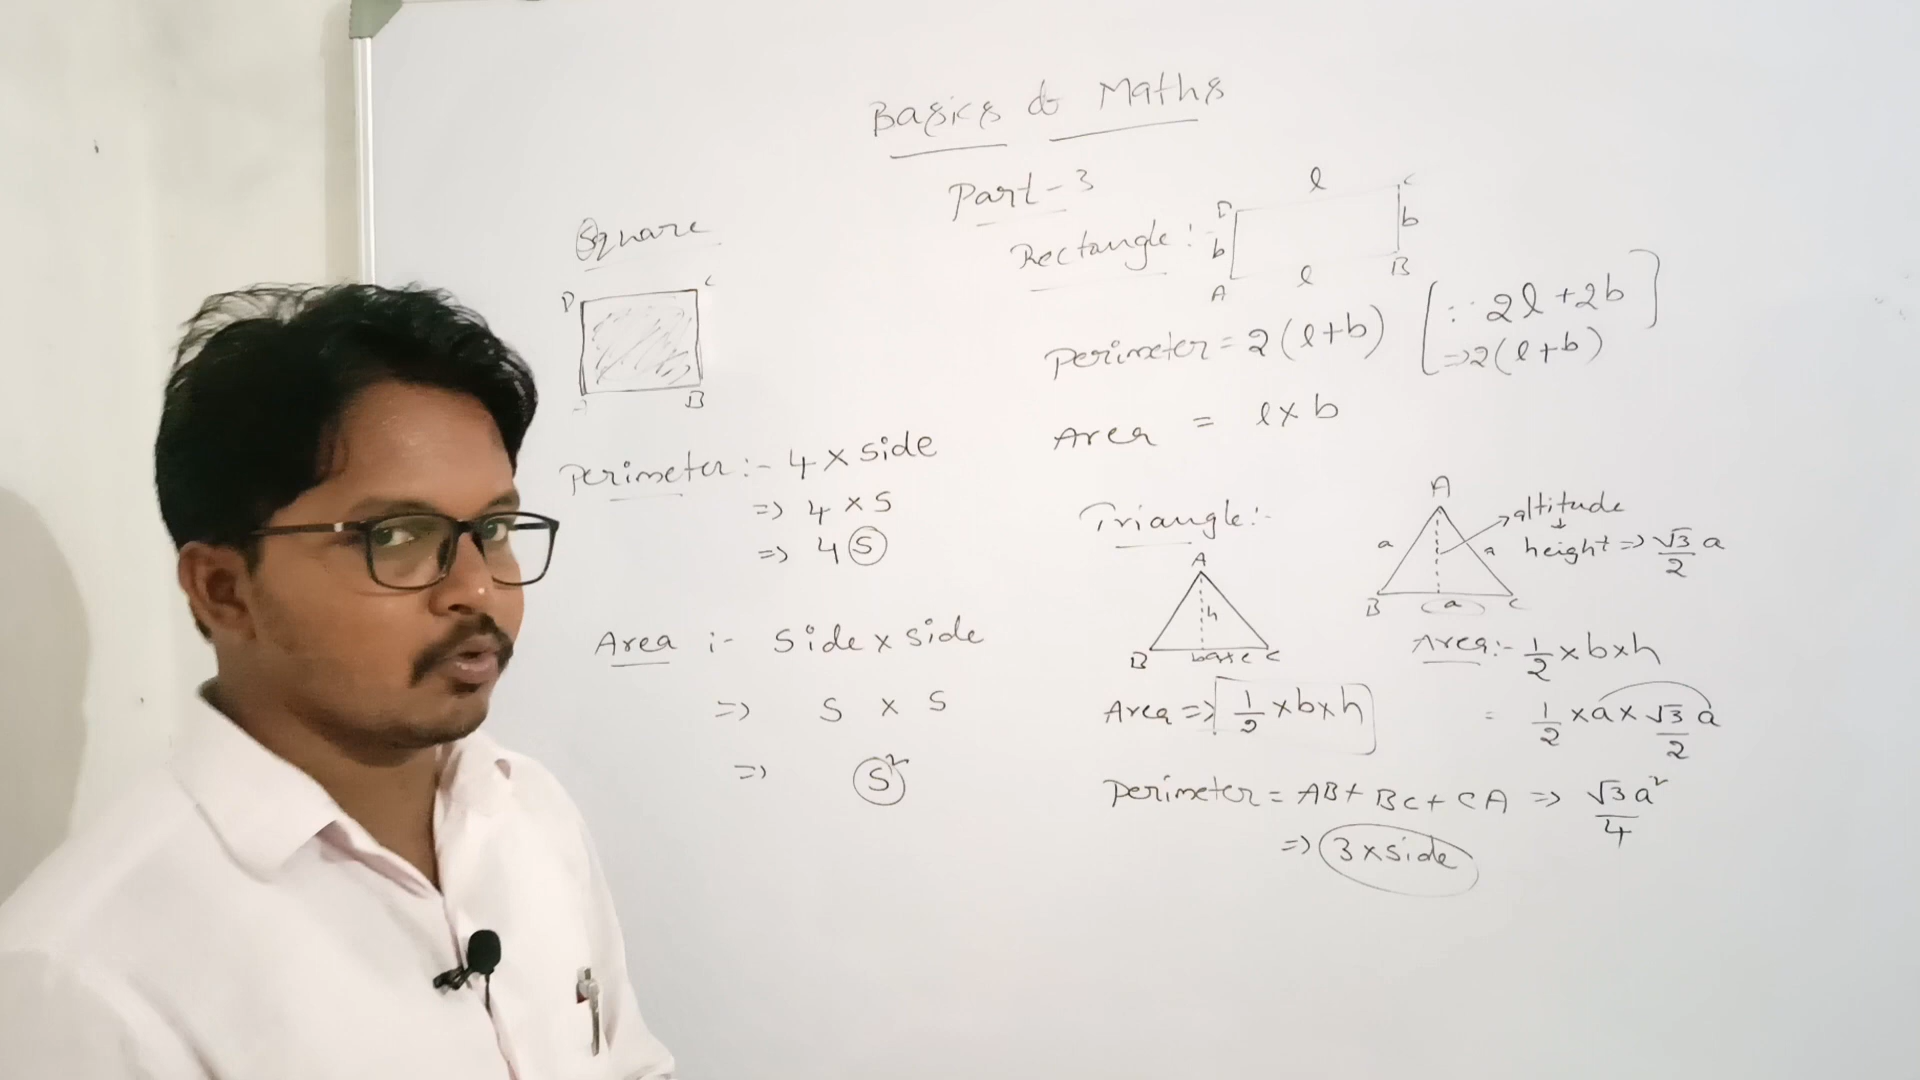 Basics of Maths
Part-3
Square
D C
B
Perimeter :- 4 × side
=> 4 × S
=> 4 S
Area :- Side × side
=> S × S
=> S²
Rectangle :-
l
D C
b b
l
A B
Perimeter = 2(l+b) [∵ 2l+2b
=> 2(l+b)]
Area = l × b
Triangle :-
A
h
B base C
Area => 1/2 × b × h
Perimeter = AB + BC + CA
=> 3 × side
A
altitude
↓
a a height => √3/2 a
B a C
Area :- 1/2 × b × h
= 1/2 × a × √3/2 a
=> √3 a²/4